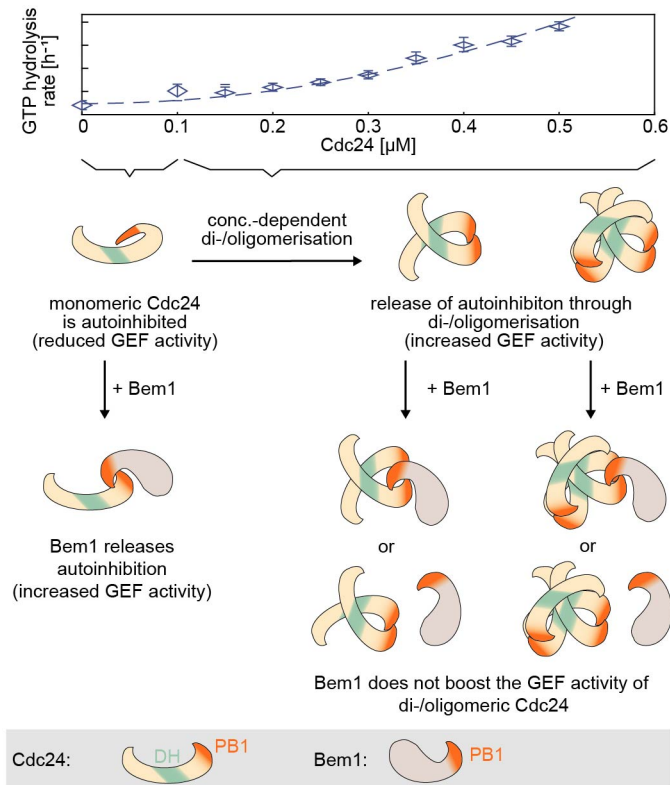 GTP hydrolysis
rate [h⁻¹]
0 0.1 0.2 0.3 0.4 0.5 0.6
Cdc24 [µM]
conc.-dependent
di-/oligomerisation
monomeric Cdc24
is autoinhibited
(reduced GEF activity)
release of autoinhibiton through
di-/oligomerisation
(increased GEF activity)
+ Bem1
+ Bem1
+ Bem1
Bem1 releases
autoinhibition
(increased GEF activity)
or
or
Bem1 does not boost the GEF activity of
di-/oligomeric Cdc24
Cdc24:
DH
PB1
Bem1:
PB1